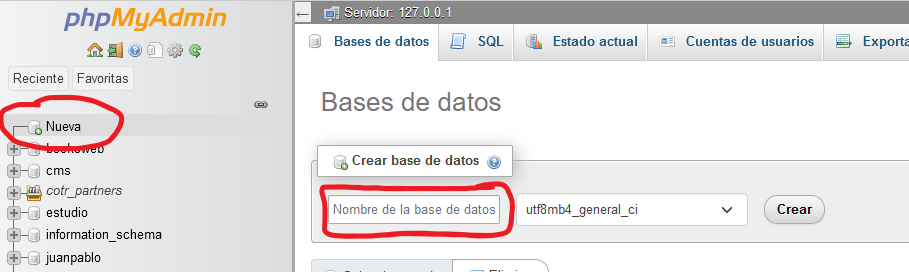 phpMyAdmin
Reciente Favoritas
Nueva
booksweb
cms
cotr_partners
estudio
information_schema
juanpablo
Servidor: 127.0.0.1
Bases de datos SQL Estado actual Cuentas de usuarios Exporta
Bases de datos
Crear base de datos
Nombre de la base de datos utf8mb4_general_ci Crear